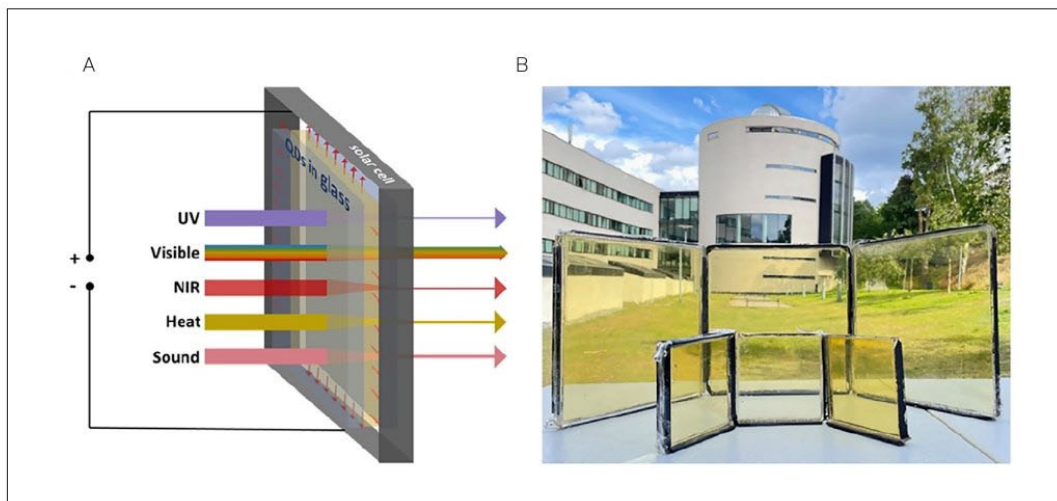 A
B
solar cell
QDs in glass
UV
Visible
NIR
Heat
Sound
+
-